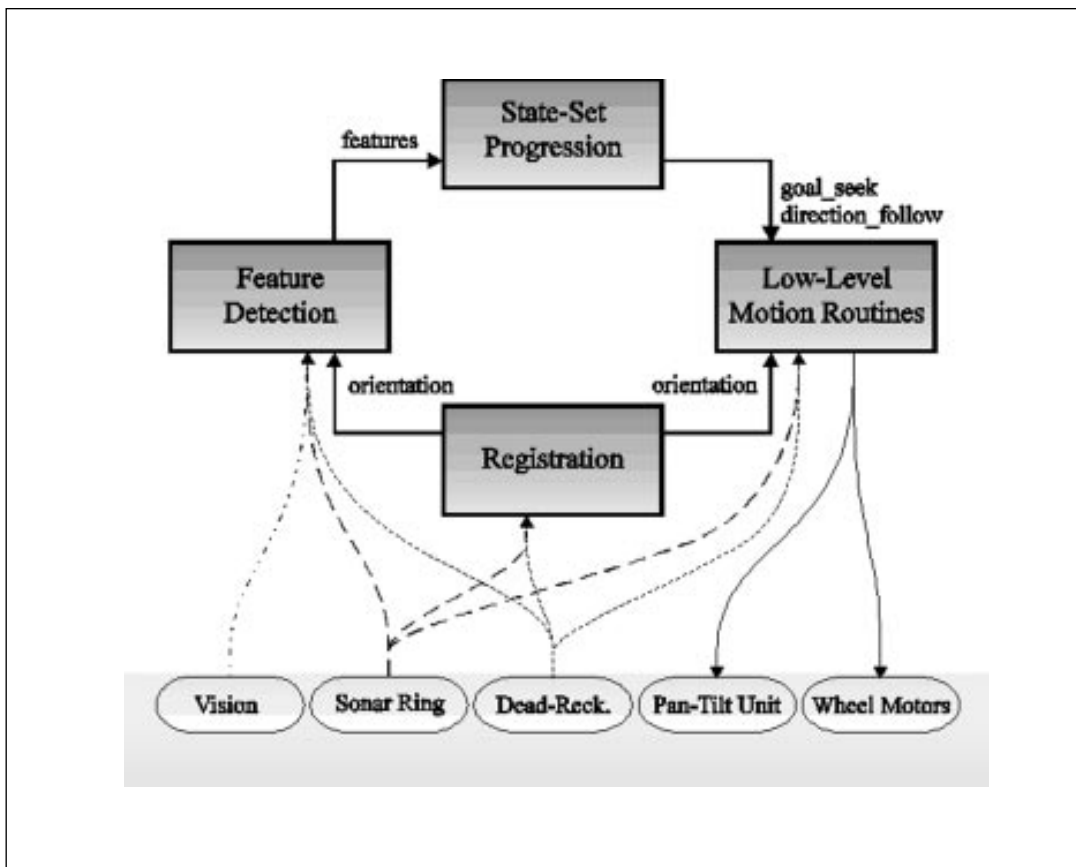 State-Set
Progression
features
goal_seek
direction_follow
Feature
Detection
Low-Level
Motion Routines
orientation
orientation
Registration
Vision
Sonar Ring
Dead-Reck.
Pan-Tilt Unit
Wheel Motors